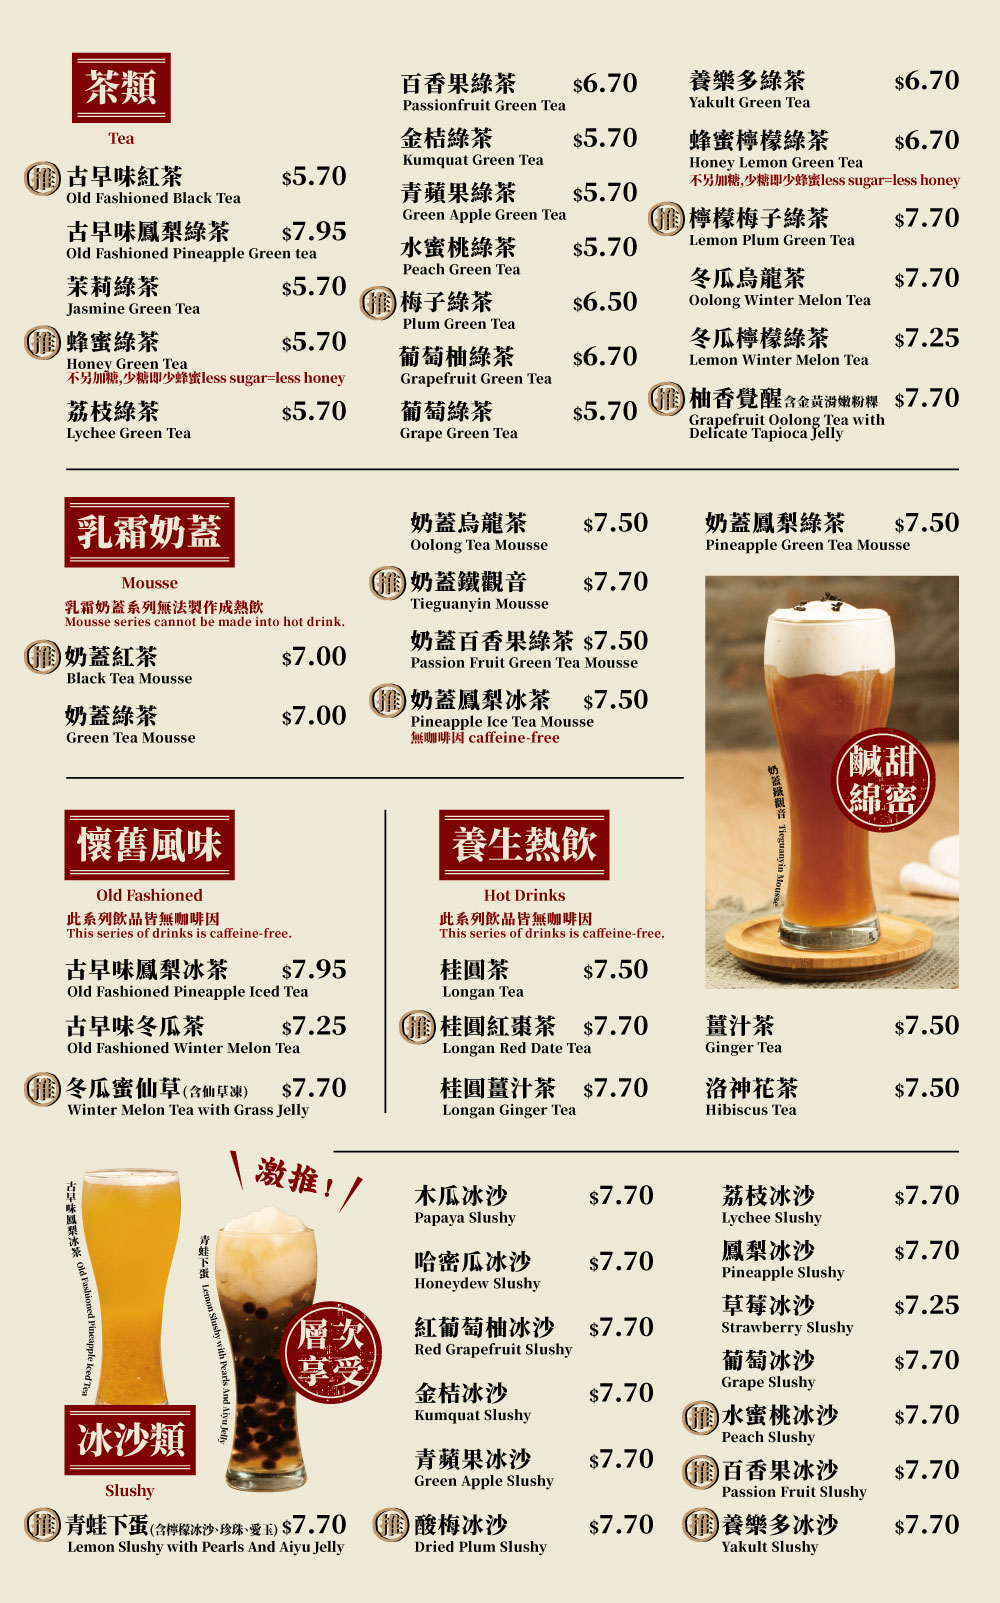 茶類
Tea
推 古早味紅茶 $5.70
Old Fashioned Black Tea
古早味鳳梨綠茶 $7.95
Old Fashioned Pineapple Green tea
茉莉綠茶 $5.70
Jasmine Green Tea
推 蜂蜜綠茶 $5.70
Honey Green Tea
不另加糖,少糖即少蜂蜜less sugar=less honey
荔枝綠茶 $5.70
Lychee Green Tea
百香果綠茶 $6.70
Passionfruit Green Tea
金桔綠茶 $5.70
Kumquat Green Tea
青蘋果綠茶 $5.70
Green Apple Green Tea
水蜜桃綠茶 $5.70
Peach Green Tea
推 梅子綠茶 $6.50
Plum Green Tea
葡萄柚綠茶 $6.70
Grapefruit Green Tea
葡萄綠茶 $5.70
Grape Green Tea
養樂多綠茶 $6.70
Yakult Green Tea
蜂蜜檸檬綠茶 $6.70
Honey Lemon Green Tea
不另加糖,少糖即少蜂蜜less sugar=less honey
推 檸檬梅子綠茶 $7.70
Lemon Plum Green Tea
冬瓜烏龍茶 $7.70
Oolong Winter Melon Tea
冬瓜檸檬綠茶 $7.25
Lemon Winter Melon Tea
推 柚香覺醒 含金黃滑嫩粉粿 $7.70
Grapefruit Oolong Tea with
Delicate Tapioca Jelly
乳霜奶蓋
Mousse
乳霜奶蓋系列無法製作成熱飲
Mousse series cannot be made into hot drink.
推 奶蓋紅茶 $7.00
Black Tea Mousse
奶蓋綠茶 $7.00
Green Tea Mousse
奶蓋烏龍茶 $7.50
Oolong Tea Mousse
推 奶蓋鐵觀音 $7.70
Tieguanyin Mousse
奶蓋百香果綠茶 $7.50
Passion Fruit Green Tea Mousse
推 奶蓋鳳梨冰茶 $7.50
Pineapple Ice Tea Mousse
無咖啡因 caffeine-free
奶蓋鳳梨綠茶 $7.50
Pineapple Green Tea Mousse
奶蓋鐵觀音 Tieguanyin Mousse
鹹甜
綿密
懷舊風味
Old Fashioned
此系列飲品皆無咖啡因
This series of drinks is caffeine-free.
古早味鳳梨冰茶 $7.95
Old Fashioned Pineapple Iced Tea
古早味冬瓜茶 $7.25
Old Fashioned Winter Melon Tea
推 冬瓜蜜仙草(含仙草凍) $7.70
Winter Melon Tea with Grass Jelly
養生熱飲
Hot Drinks
此系列飲品皆無咖啡因
This series of drinks is caffeine-free.
桂圓茶 $7.50
Longan Tea
推 桂圓紅棗茶 $7.70
Longan Red Date Tea
桂圓薑汁茶 $7.70
Longan Ginger Tea
薑汁茶 $7.50
Ginger Tea
洛神花茶 $7.50
Hibiscus Tea
激推!
古早味鳳梨冰茶 Old Fashioned Pineapple Iced Tea
青蛙下蛋 Lemon Slushy with Pearls And Aiyu Jelly
層次
享受
冰沙類
Slushy
推 青蛙下蛋(含檸檬冰沙、珍珠、愛玉) $7.70
Lemon Slushy with Pearls And Aiyu Jelly
木瓜冰沙 $7.70
Papaya Slushy
哈密瓜冰沙 $7.70
Honeydew Slushy
紅葡萄柚冰沙 $7.70
Red Grapefruit Slushy
金桔冰沙 $7.70
Kumquat Slushy
青蘋果冰沙 $7.70
Green Apple Slushy
推 酸梅冰沙 $7.70
Dried Plum Slushy
荔枝冰沙 $7.70
Lychee Slushy
鳳梨冰沙 $7.70
Pineapple Slushy
草莓冰沙 $7.25
Strawberry Slushy
葡萄冰沙 $7.70
Grape Slushy
推 水蜜桃冰沙 $7.70
Peach Slushy
推 百香果冰沙 $7.70
Passion Fruit Slushy
推 養樂多冰沙 $7.70
Yakult Slushy